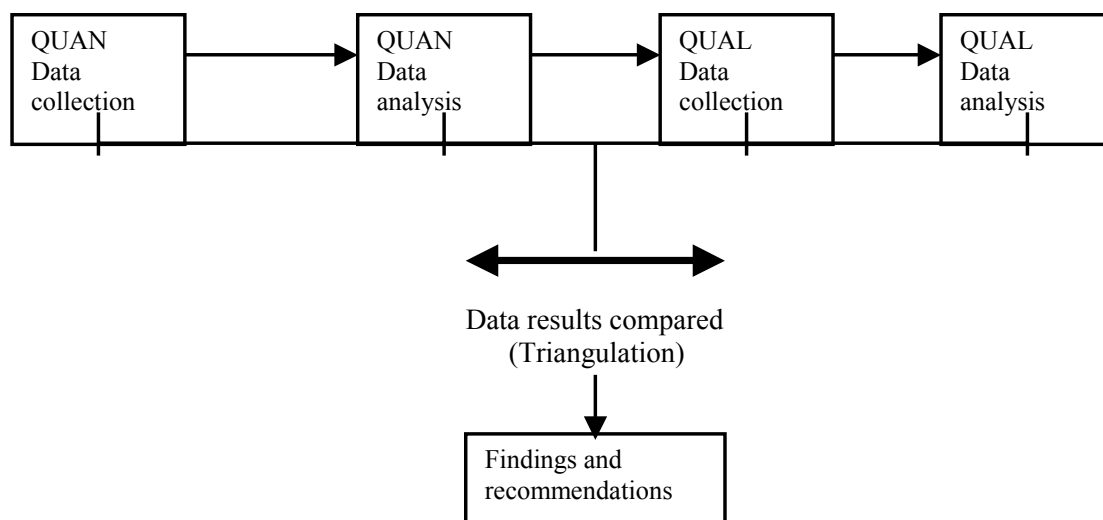 QUAN
Data
collection
QUAN
Data
analysis
QUAL
Data
collection
QUAL
Data
analysis
Data results compared
(Triangulation)
Findings and
recommendations